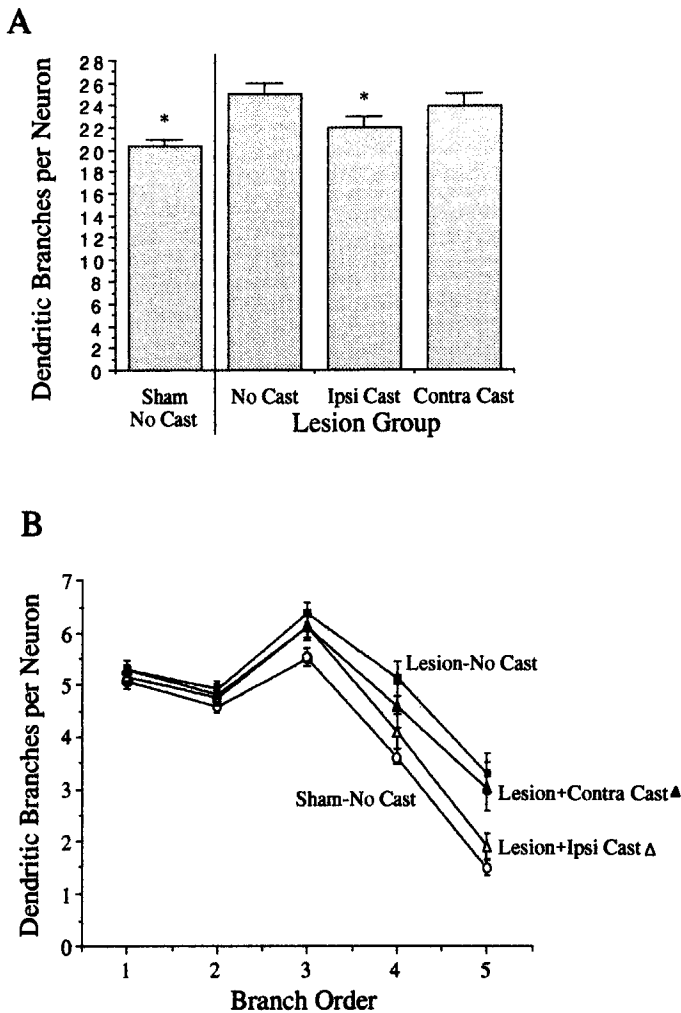 A
Dendritic Branches per Neuron
28
26
24
22
20
18
16
14
12
10
8
6
4
2
0
*
*
Sham
No Cast
No Cast
Ipsi Cast
Contra Cast
Lesion Group
B
Dendritic Branches per Neuron
7
6
5
4
3
2
1
0
Lesion-No Cast
Sham-No Cast
Lesion+Contra Cast▲
Lesion+Ipsi Cast△
1 2 3 4 5
Branch Order